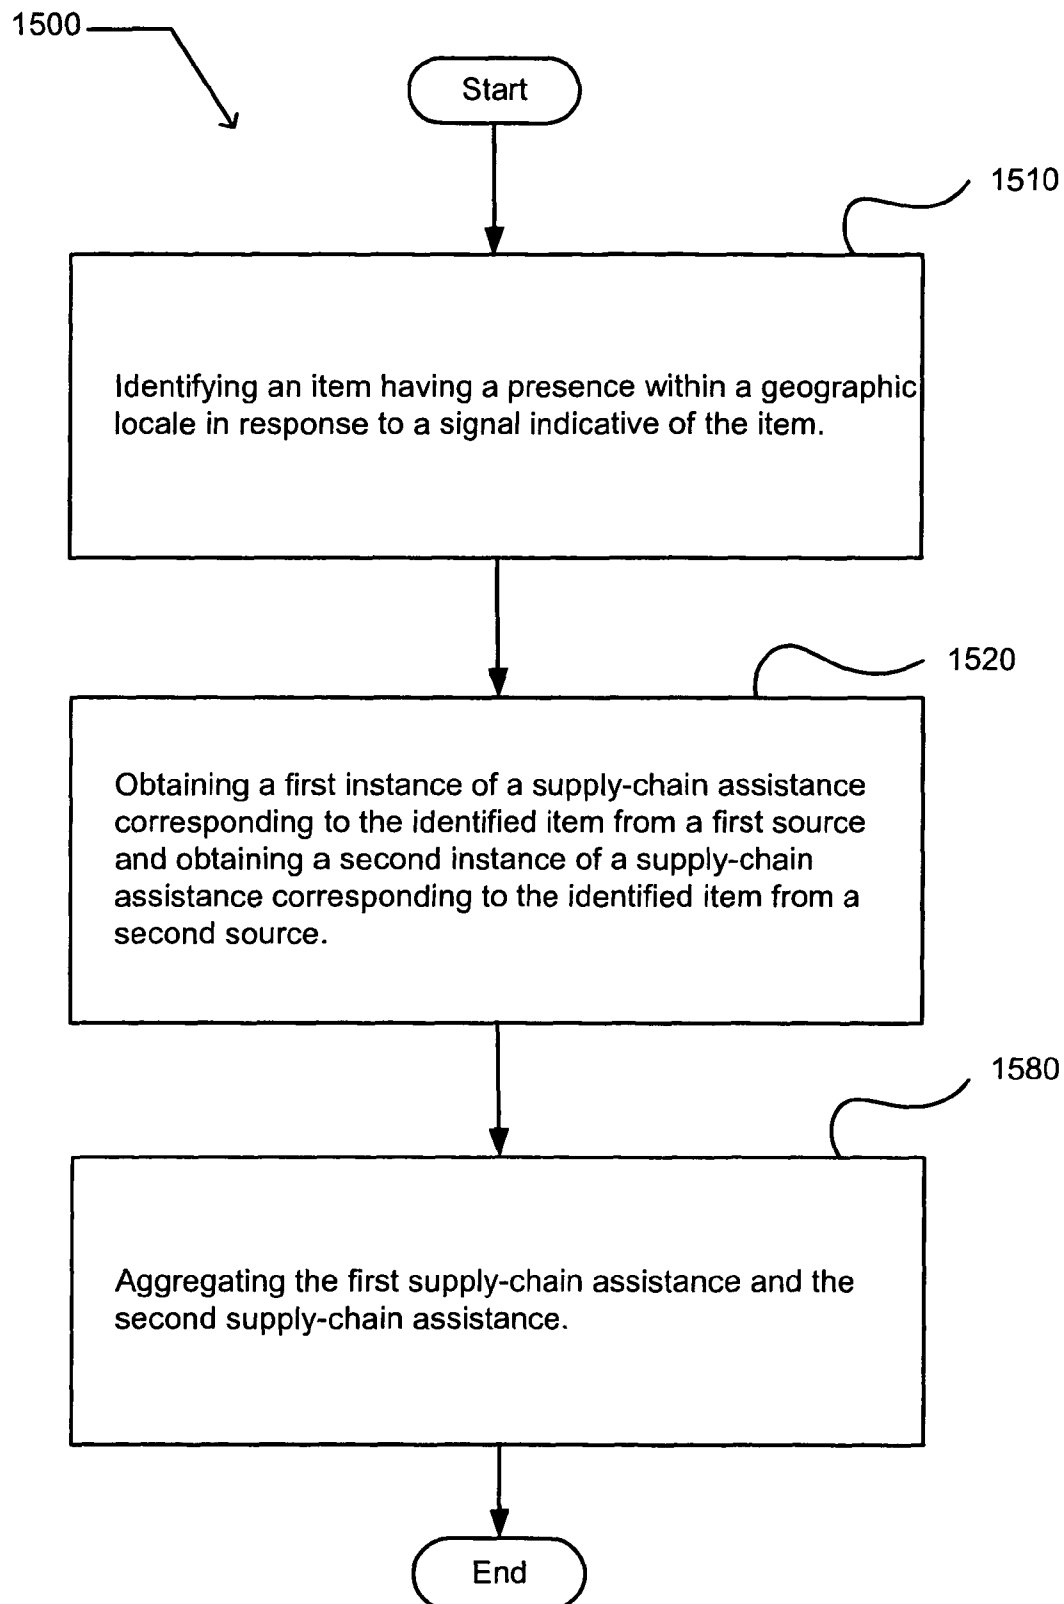 1500
Start
1510
Identifying an item having a presence within a geographic
locale in response to a signal indicative of the item.
1520
Obtaining a first instance of a supply-chain assistance
corresponding to the identified item from a first source
and obtaining a second instance of a supply-chain
assistance corresponding to the identified item from a
second source.
1580
Aggregating the first supply-chain assistance and the
second supply-chain assistance.
End